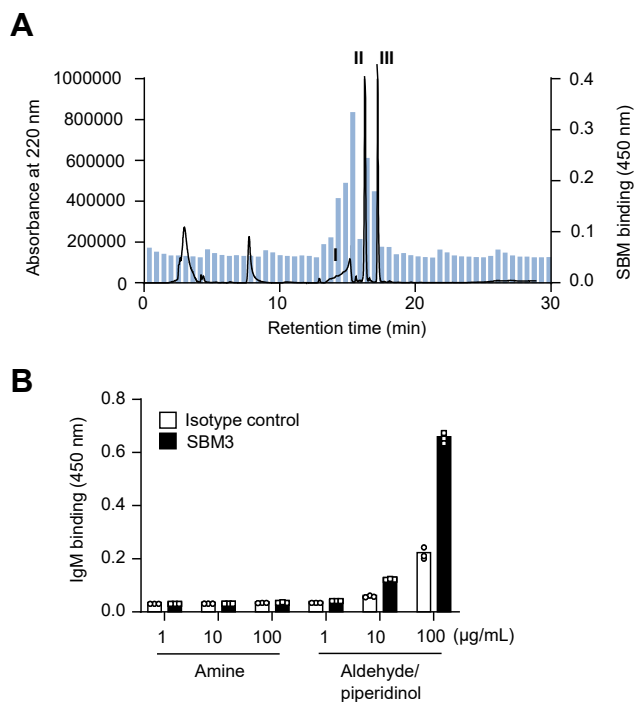 A
II III
1000000
800000
600000
400000
200000
0
Absorbance at 220 nm
0.4
0.3
0.2
0.1
0.0
SBM binding (450 nm)
I
0 10 20 30
Retention time (min)
B
0.8
0.6
0.4
0.2
0.0
IgM binding (450 nm)
Isotype control
SBM3
1 10 100 1 10 100 (µg/mL)
Amine Aldehyde/
piperidinol